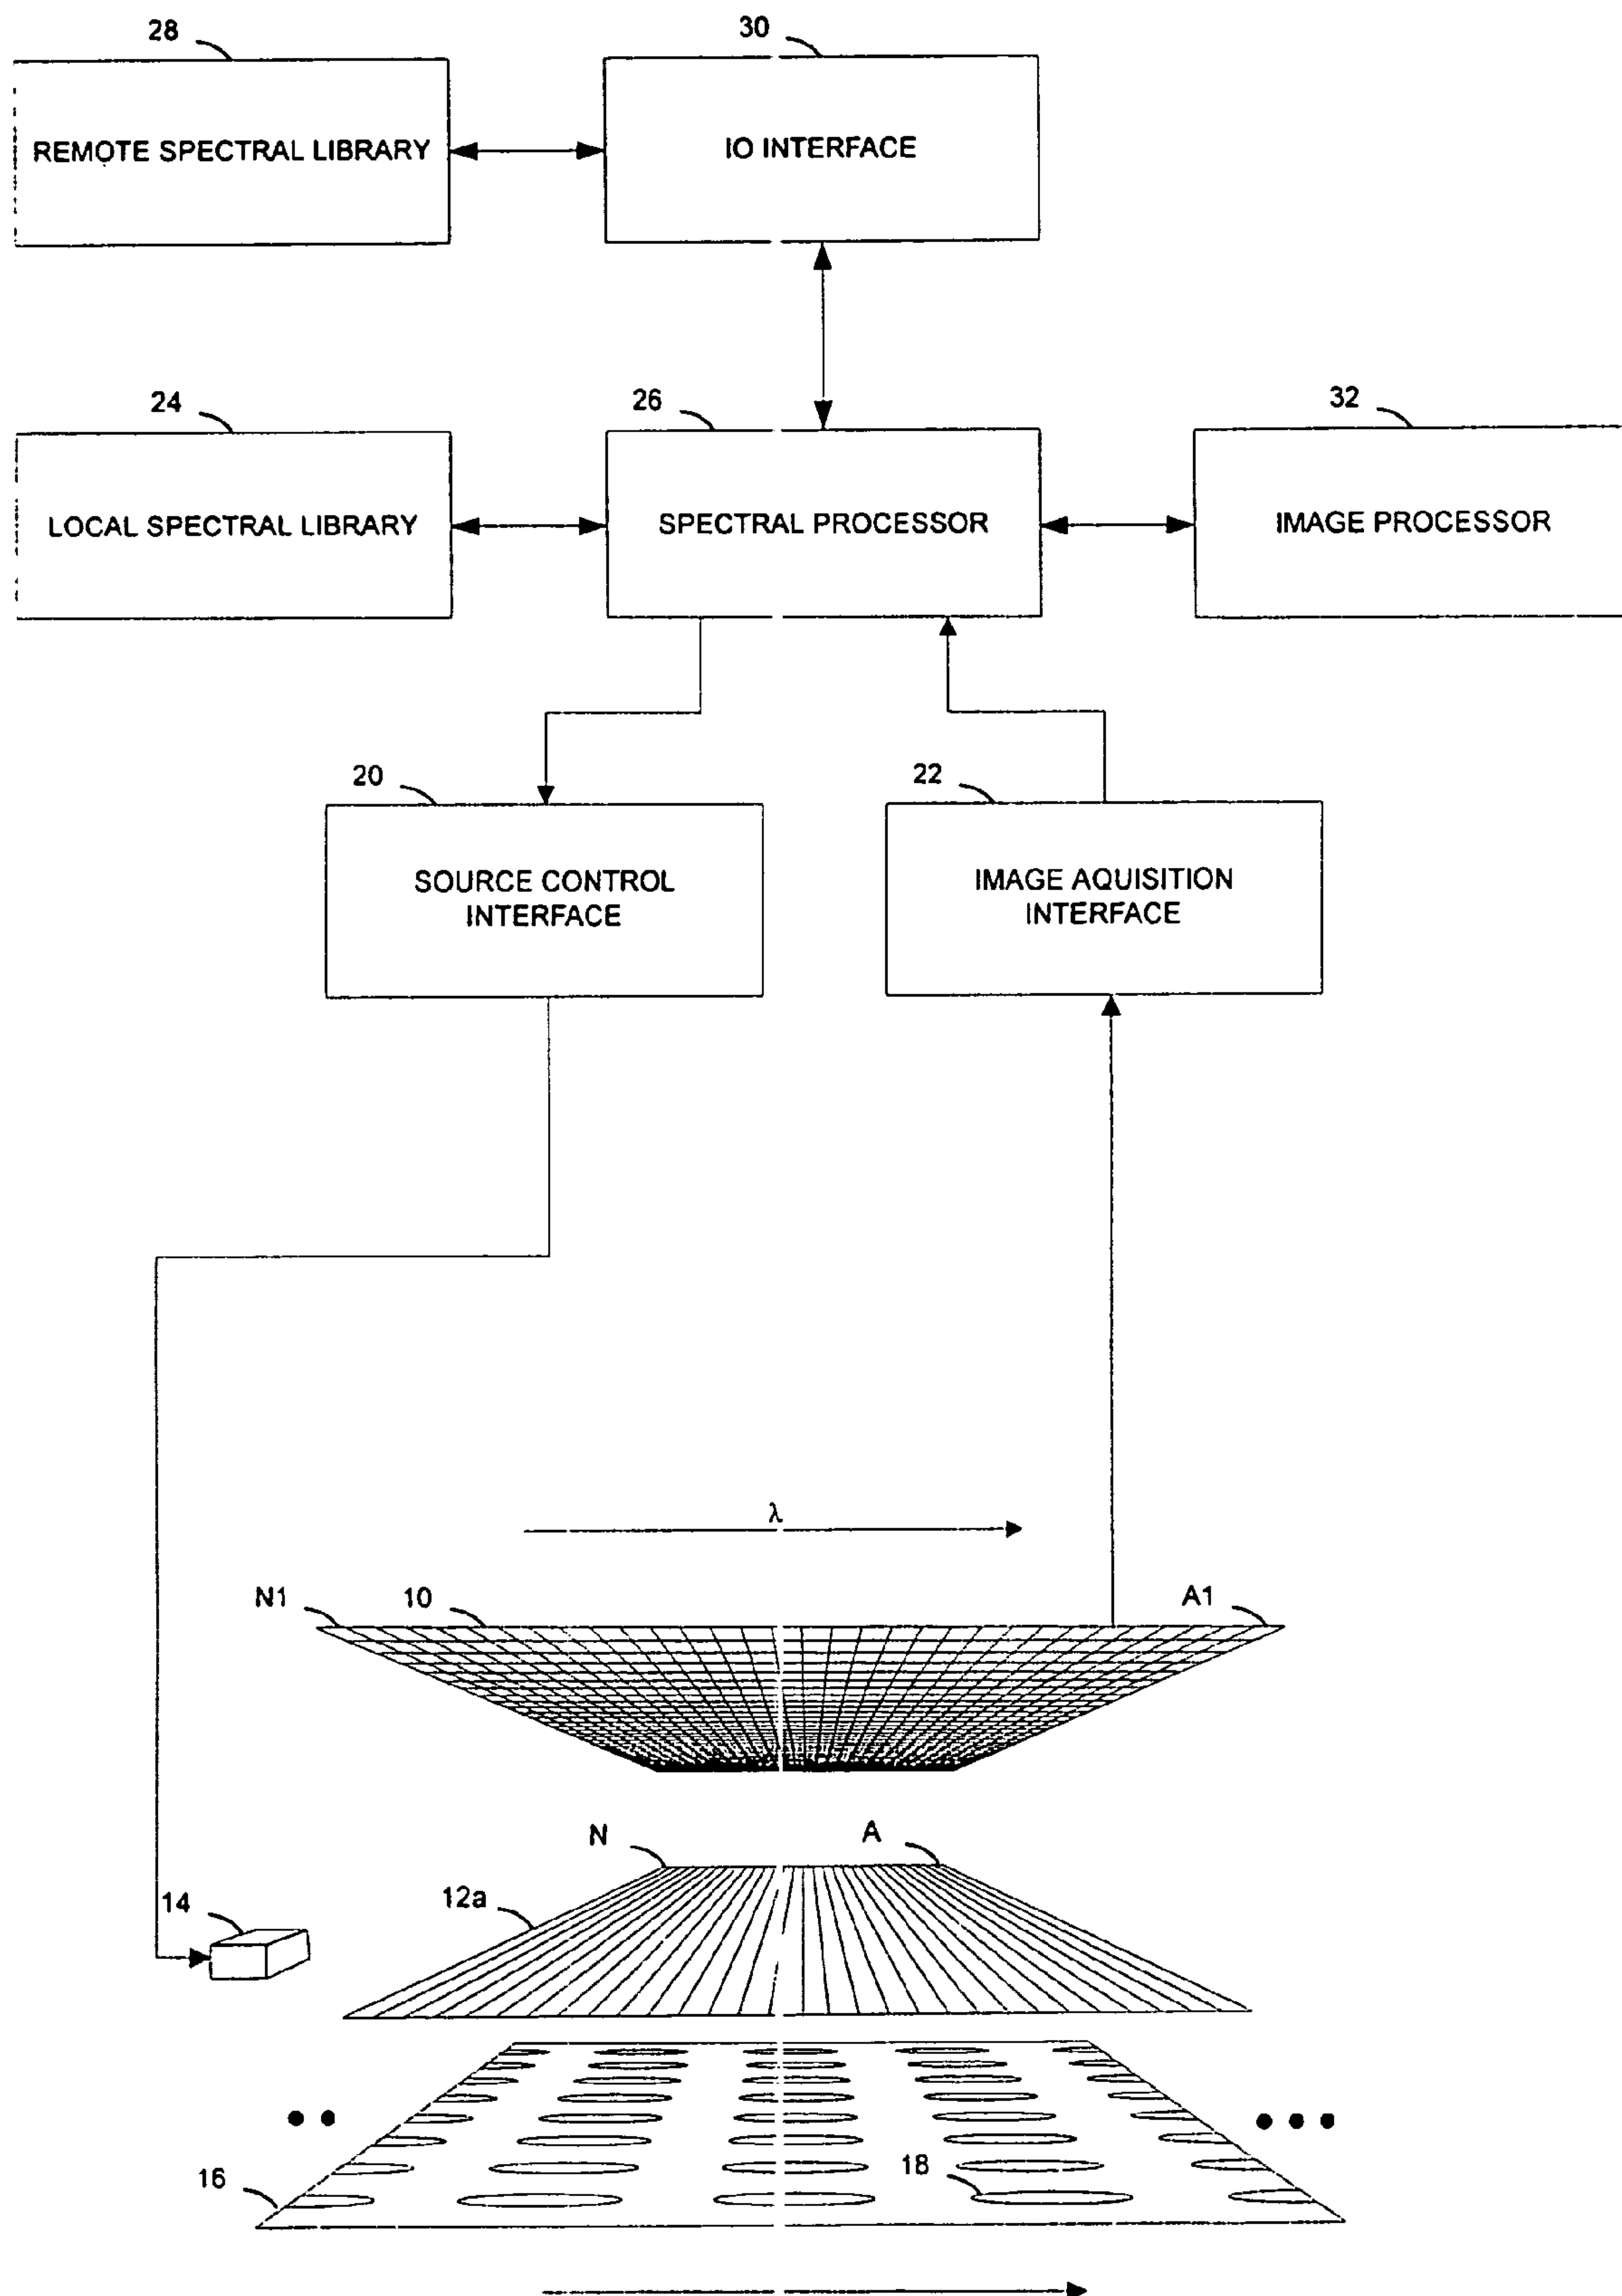 28
30
REMOTE SPECTRAL LIBRARY
IO INTERFACE
24
26
32
LOCAL SPECTRAL LIBRARY
SPECTRAL PROCESSOR
IMAGE PROCESSOR
20
22
SOURCE CONTROL
INTERFACE
IMAGE AQUISITION
INTERFACE
λ
N1
10
A1
N
A
12a
14
16
18